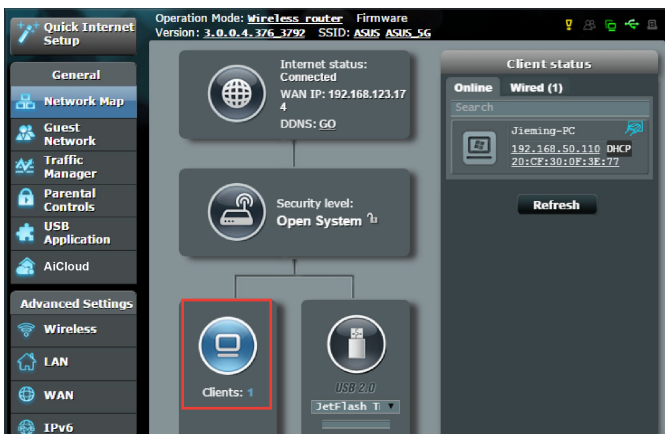 Quick Internet
Setup
Operation Mode: Wireless router Firmware
Version: 3.0.0.4.376_3792 SSID: ASUS ASUS_5G
General
Network Map
Guest
Network
Traffic
Manager
Parental
Controls
USB
Application
AiCloud
Advanced Settings
Wireless
LAN
WAN
IPv6
Internet status:
Connected
WAN IP: 192.168.123.17
4
DDNS: GO
Security level:
Open System
Clients: 1
USB 2.0
JetFlash T
Client status
Online Wired (1)
Search
Jieming-PC
192.168.50.110 DHCP
20:CF:30:0F:3E:77
Refresh